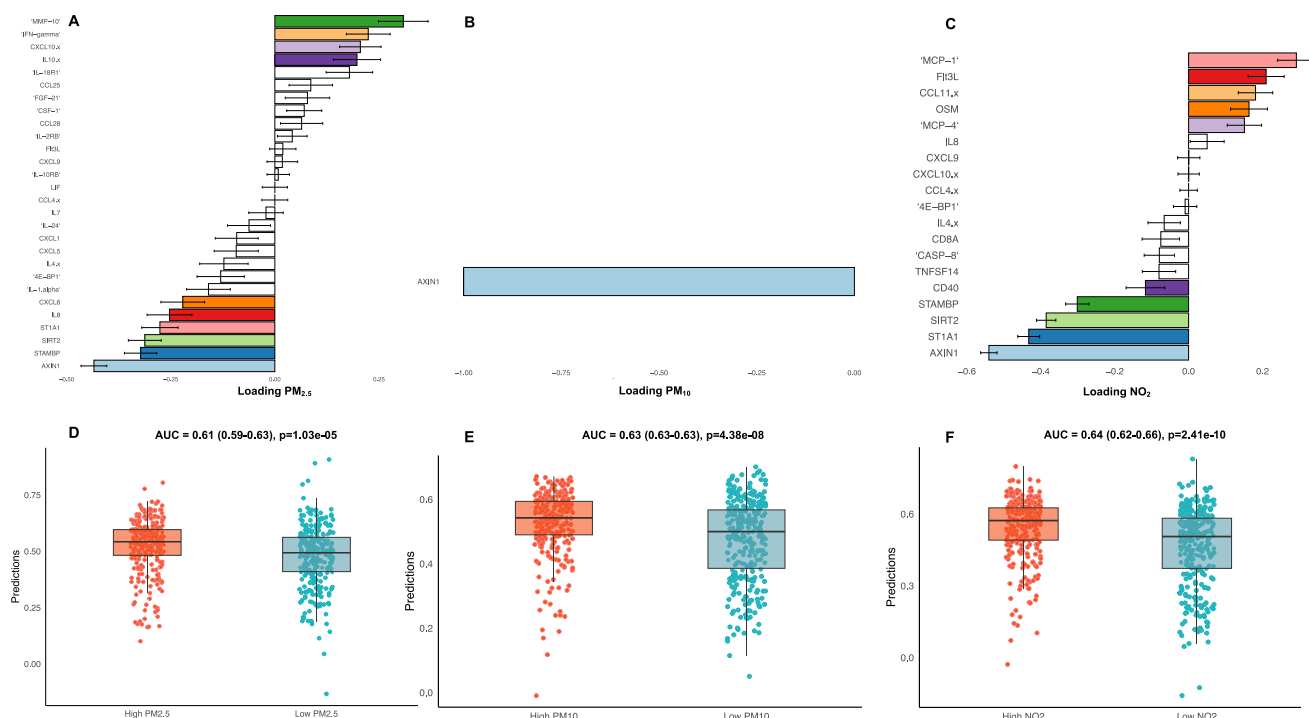 A
'MMP-10'
'IFN-gamma'
CXCL10.x
IL10.x
'IL-18R1'
CCL25
'FGF-21'
'CSF-1'
CCL28
'IL-2RB'
Flt3L
CXCL9
'IL-10RB'
LIF
CCL4.x
IL7
'IL-24'
CXCL1
CXCL5
IL4.x
'4E-BP1'
'IL-1.alpha'
CXCL6
IL8
ST1A1
SIRT2
STAMBP
AXIN1
-0.50 -0.25 0.00 0.25
Loading PM2.5
B
AXIN1
-1.00 -0.75 -0.50 -0.25 0.00
Loading PM10
C
'MCP-1'
Flt3L
CCL11.x
OSM
'MCP-4'
IL8
CXCL9
CXCL10.x
CCL4.x
'4E-BP1'
IL4.x
CD8A
'CASP-8'
TNFSF14
CD40
STAMBP
SIRT2
ST1A1
AXIN1
-0.6 -0.4 -0.2 0.0 0.2
Loading NO2
D
AUC = 0.61 (0.59-0.63), p=1.03e-05
Predictions
0.75
0.50
0.25
0.00
High PM2.5 Low PM2.5
E
AUC = 0.63 (0.63-0.63), p=4.38e-08
Predictions
0.6
0.4
0.2
0.0
High PM10 Low PM10
F
AUC = 0.64 (0.62-0.66), p=2.41e-10
Predictions
0.6
0.3
0.0
High NO2 Low NO2